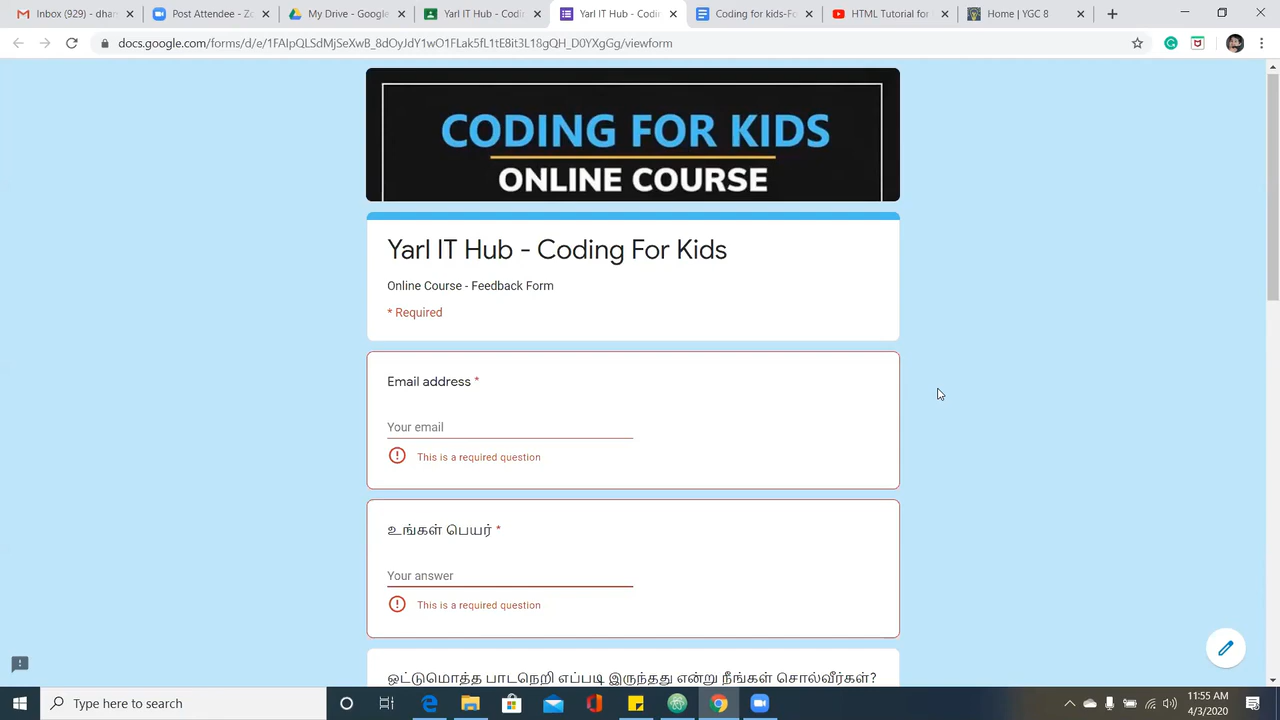 Inbox (929) - dhan
Post Attendee - Zo
My Drive - Google
Yarl IT Hub - Codin
Yarl IT Hub - Codin
Coding for kids-Fo
HTML Tutorial for
Home | YGC 8
docs.google.com/forms/d/e/1FAIpQLSdMjSeXwB_8dOyJdY1wO1FLak5fL1fE8it3L18gQH_D0YXgGg/viewform
CODING FOR KIDS
ONLINE COURSE
Yarl IT Hub - Coding For Kids
Online Course - Feedback Form
* Required
Email address *
Your email
This is a required question
உங்கள் பெயர் *
Your answer
This is a required question
ஒட்டுமொத்த பாடநெறி எப்படி இருந்தது என்று நீங்கள் சொல்வீர்கள்?
Type here to search
11:55 AM
4/3/2020